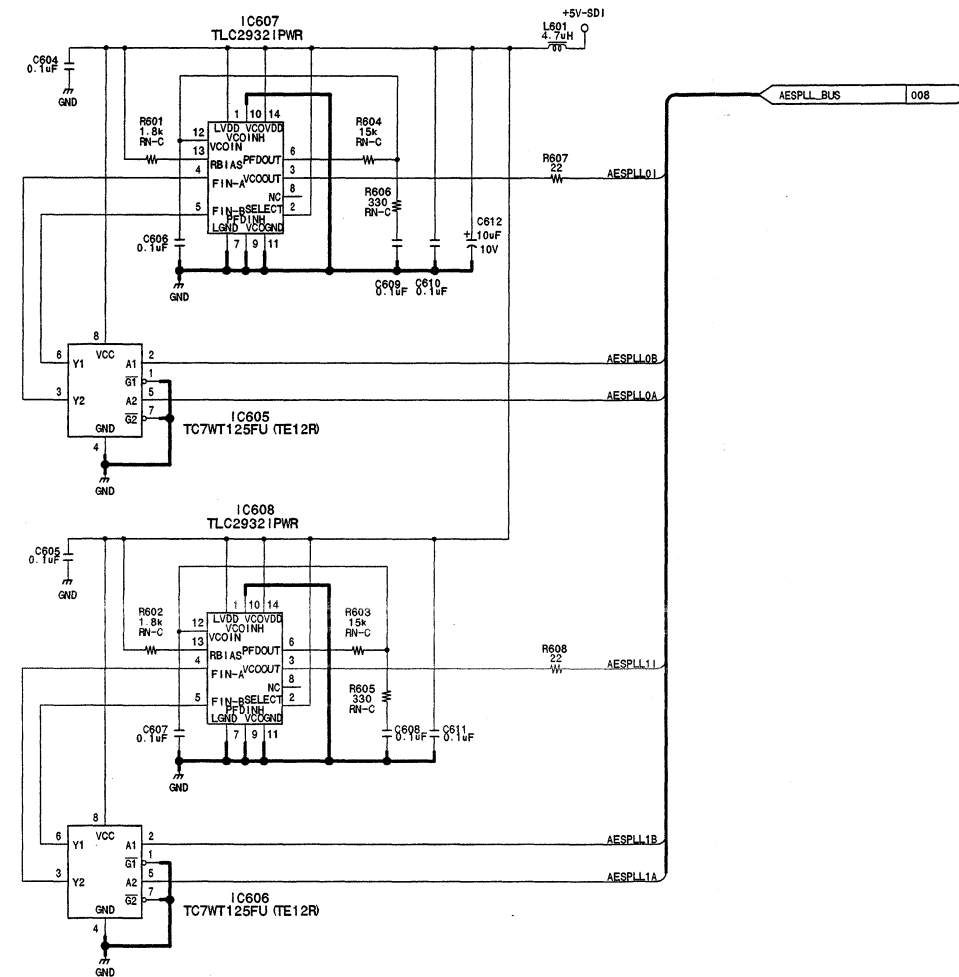 +5V-SDI
L601
4.7uH
IC607
TLC2932IPWR
C604
0.1uF
GND
AESPLL_BUS 008
R601
1.8k
RN-C
1 10 14
LVDD VCOVDD
VCOINH
12
VCOIN
13
RBIAS
PFDOUT
6
4
FIN-A
VCOOUT
3
NC
8
5
FIN-B
SELECT
2
PFDINH
LGND VCOGND
7 9 11
R604
15k
RN-C
R606
330
RN-C
R607
22
AESPLL0I
C606
0.1uF
GND
C609
0.1uF
C610
0.1uF
C612
+
10uF
10V
8
VCC
6
Y1
A1
2
G1
1
3
Y2
A2
5
G2
7
GND
4
GND
AESPLL0B
AESPLL0A
IC605
TC7WT125FU (TE12R)
IC608
TLC2932IPWR
C605
0.1uF
GND
R602
1.8k
RN-C
1 10 14
LVDD VCOVDD
VCOINH
12
VCOIN
13
RBIAS
PFDOUT
6
4
FIN-A
VCOOUT
3
NC
8
5
FIN-B
SELECT
2
PFDINH
LGND VCOGND
7 9 11
R603
15k
RN-C
R605
330
RN-C
R608
22
AESPLL1I
C607
0.1uF
GND
C608
0.1uF
C611
0.1uF
8
VCC
6
Y1
A1
2
G1
1
3
Y2
A2
5
G2
7
GND
4
GND
AESPLL1B
AESPLL1A
IC606
TC7WT125FU (TE12R)